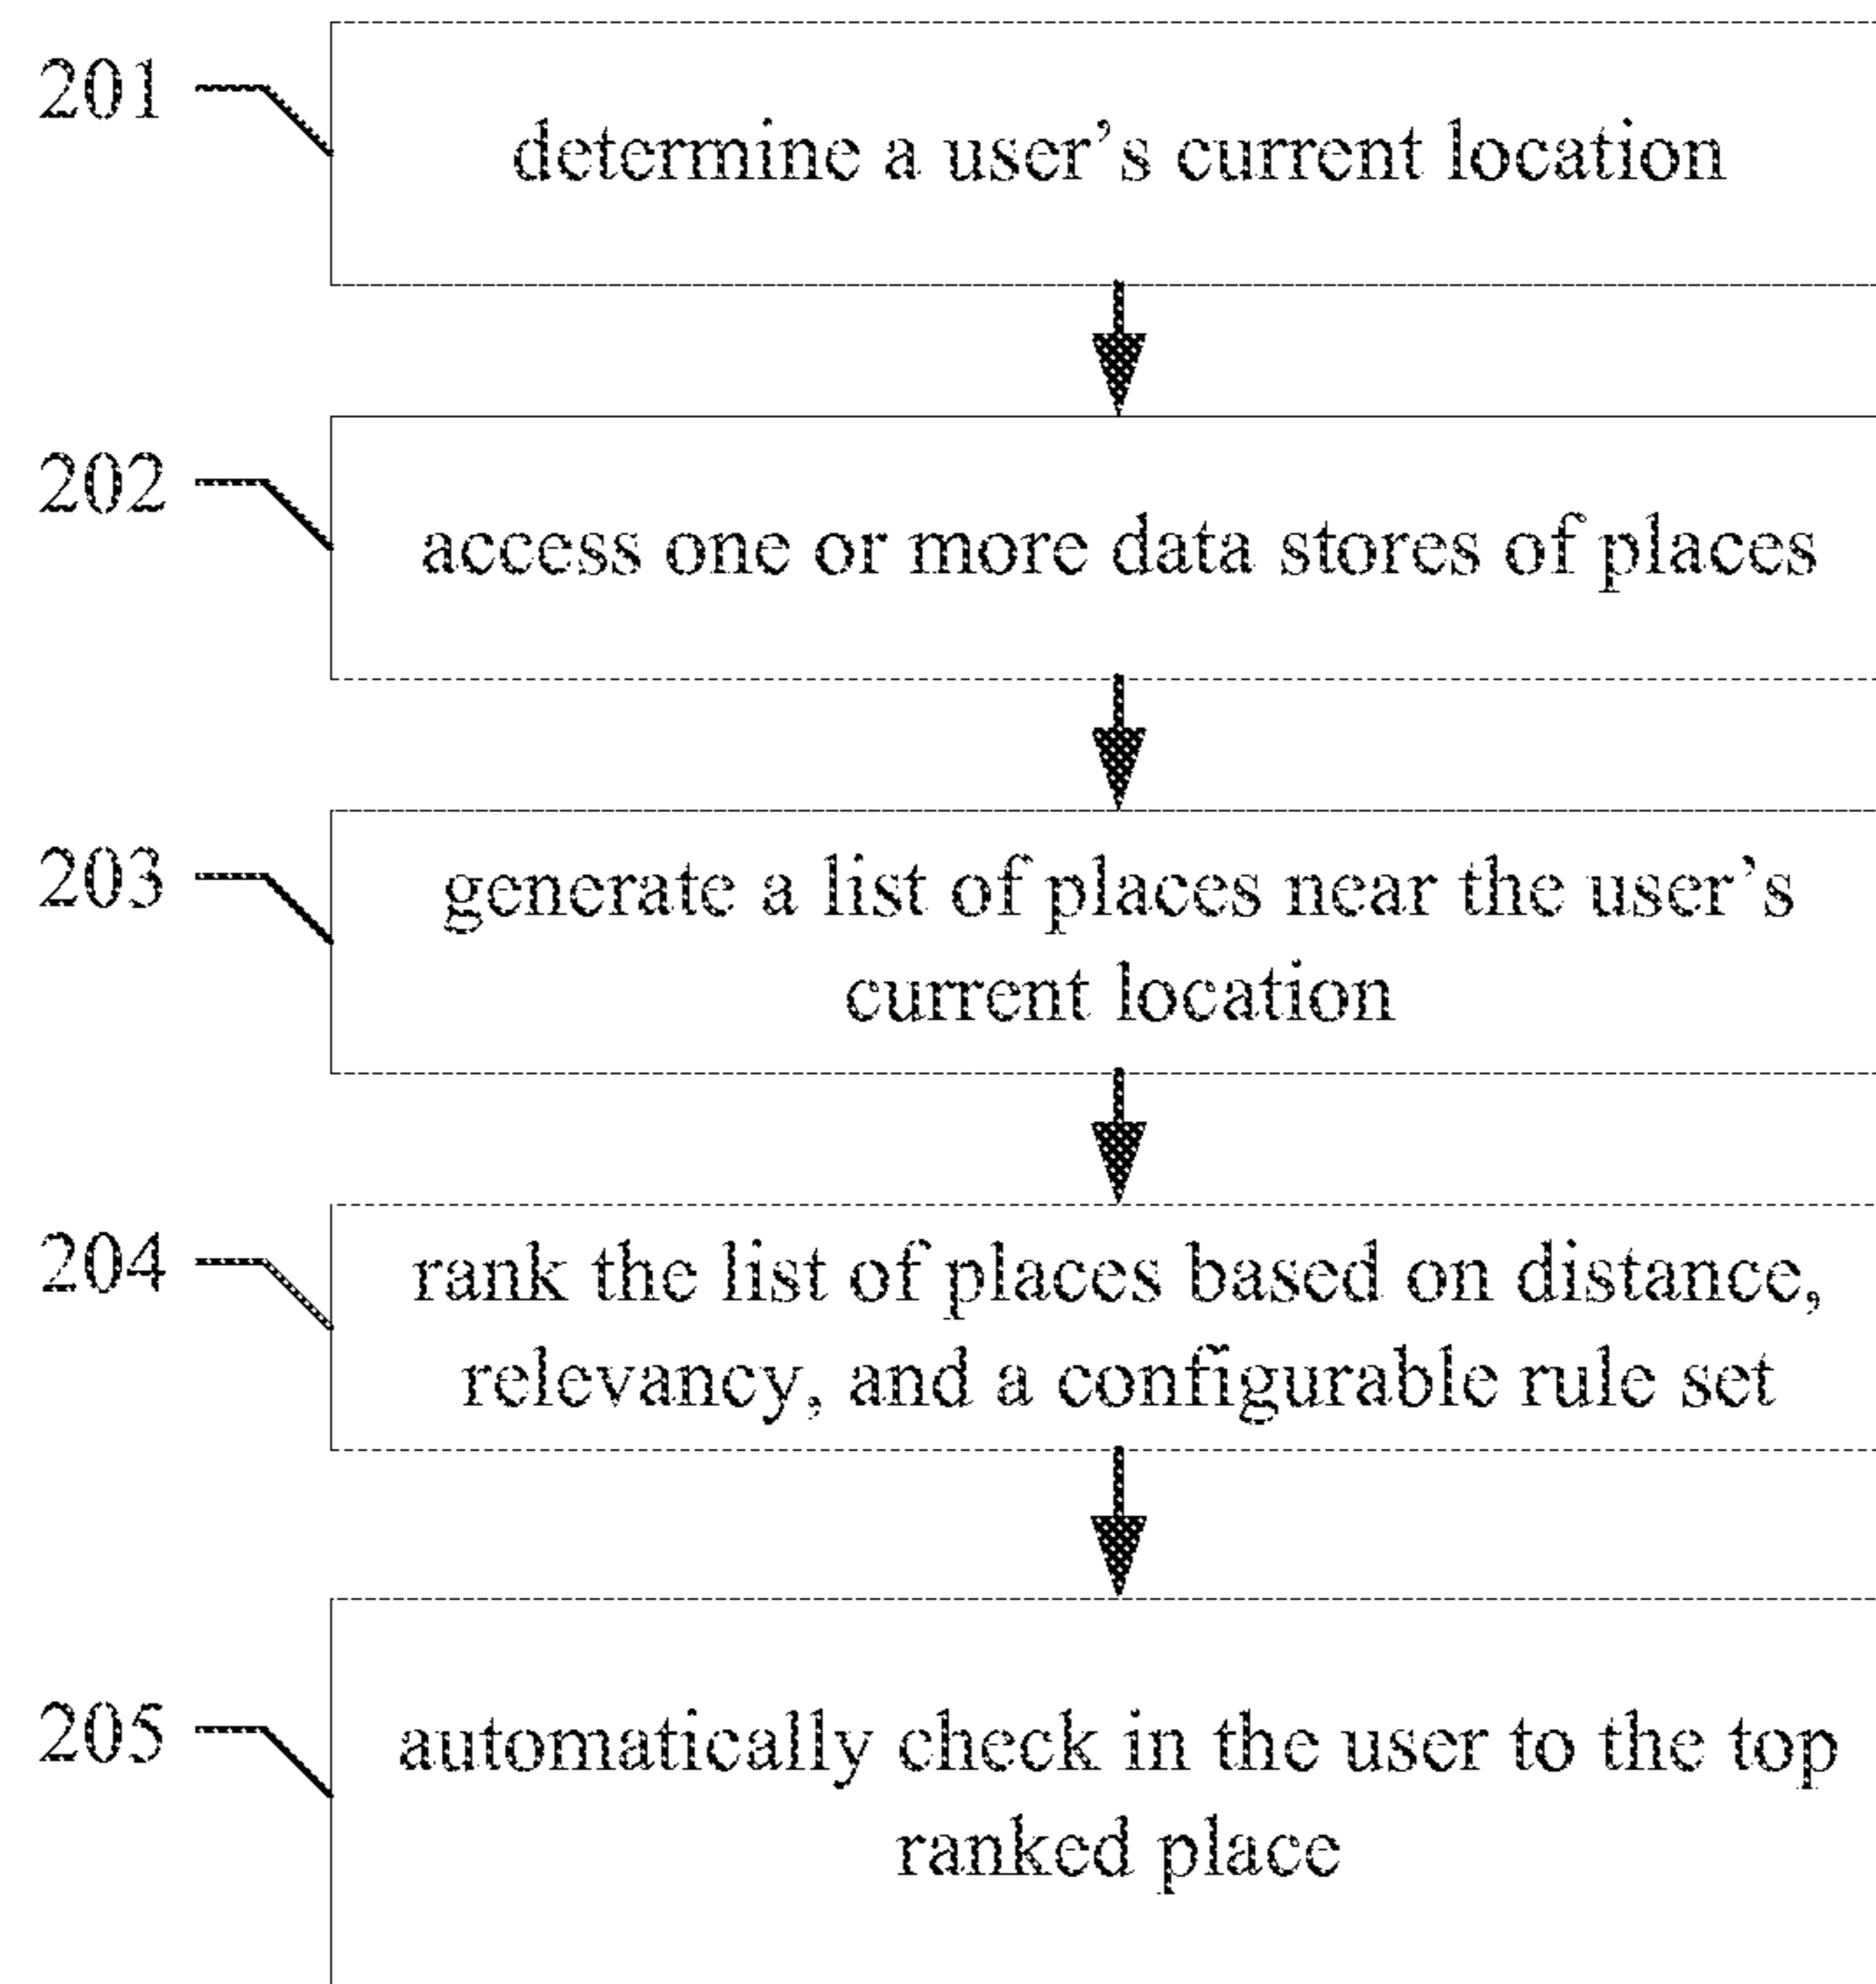 201
determine a user's current location
202
access one or more data stores of places
203
generate a list of places near the user's
current location
204
rank the list of places based on distance,
relevancy, and a configurable rule set
205
automatically check in the user to the top
ranked place